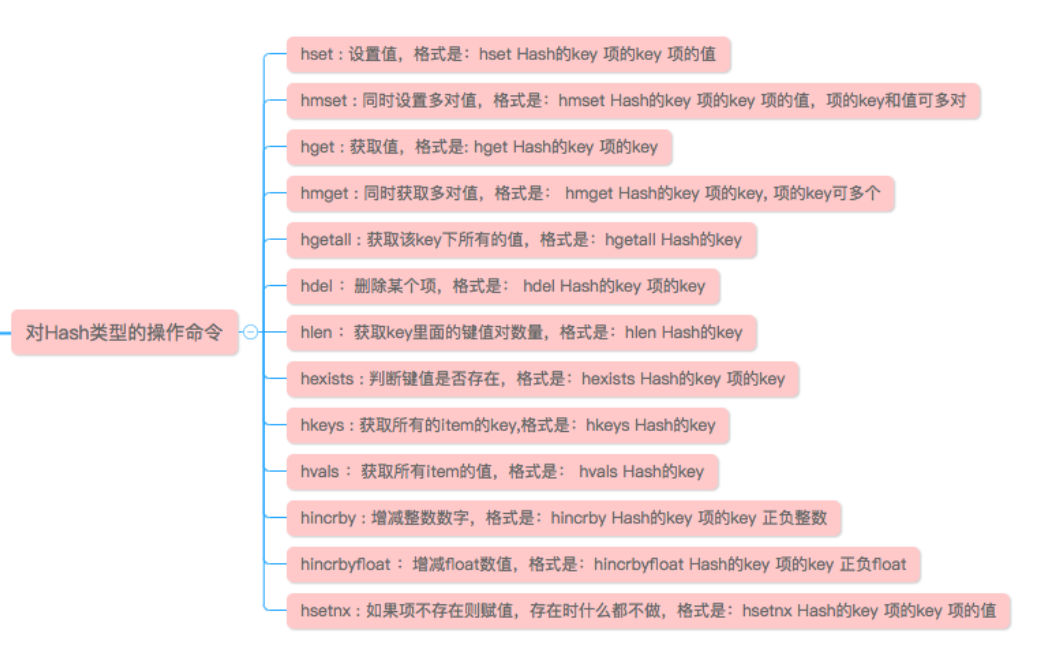 hset : 设置值，格式是：hset Hash的key 项的key 项的值
hmset : 同时设置多对值，格式是：hmset Hash的key 项的key 项的值，项的key和值可多对
hget : 获取值，格式是: hget Hash的key 项的key
hmget : 同时获取多对值，格式是： hmget Hash的key 项的key, 项的key可多个
hgetall : 获取该key下所有的值，格式是：hgetall Hash的key
hdel ：删除某个项，格式是： hdel Hash的key 项的key
对Hash类型的操作命令
hlen ：获取key里面的键值对数量，格式是：hlen Hash的key
hexists : 判断键值是否存在，格式是：hexists Hash的key 项的key
hkeys : 获取所有的item的key,格式是：hkeys Hash的key
hvals ：获取所有item的值，格式是： hvals Hash的key
hincrby : 增减整数数字，格式是：hincrby Hash的key 项的key 正负整数
hincrbyfloat ：增减float数值，格式是：hincrbyfloat Hash的key 项的key 正负float
hsetnx : 如果项不存在则赋值，存在时什么都不做，格式是：hsetnx Hash的key 项的key 项的值